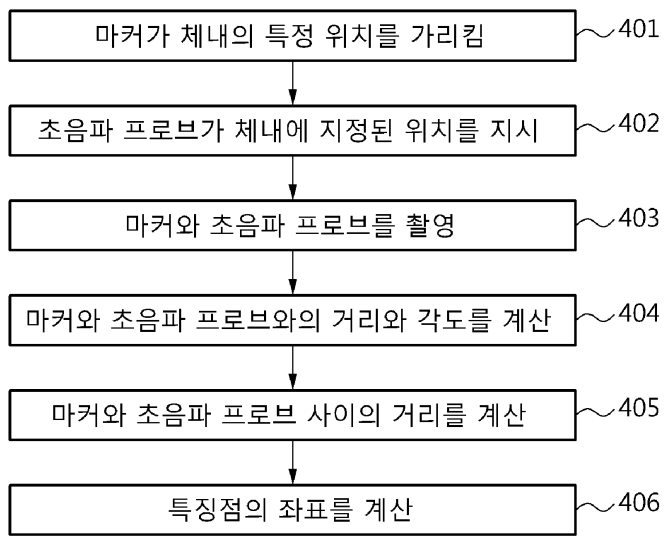 마커가 체내의 특정 위치를 가리킴 401
초음파 프로브가 체내에 지정된 위치를 지시 402
마커와 초음파 프로브를 촬영 403
마커와 초음파 프로브와의 거리와 각도를 계산 404
마커와 초음파 프로브 사이의 거리를 계산 405
특징점의 좌표를 계산 406